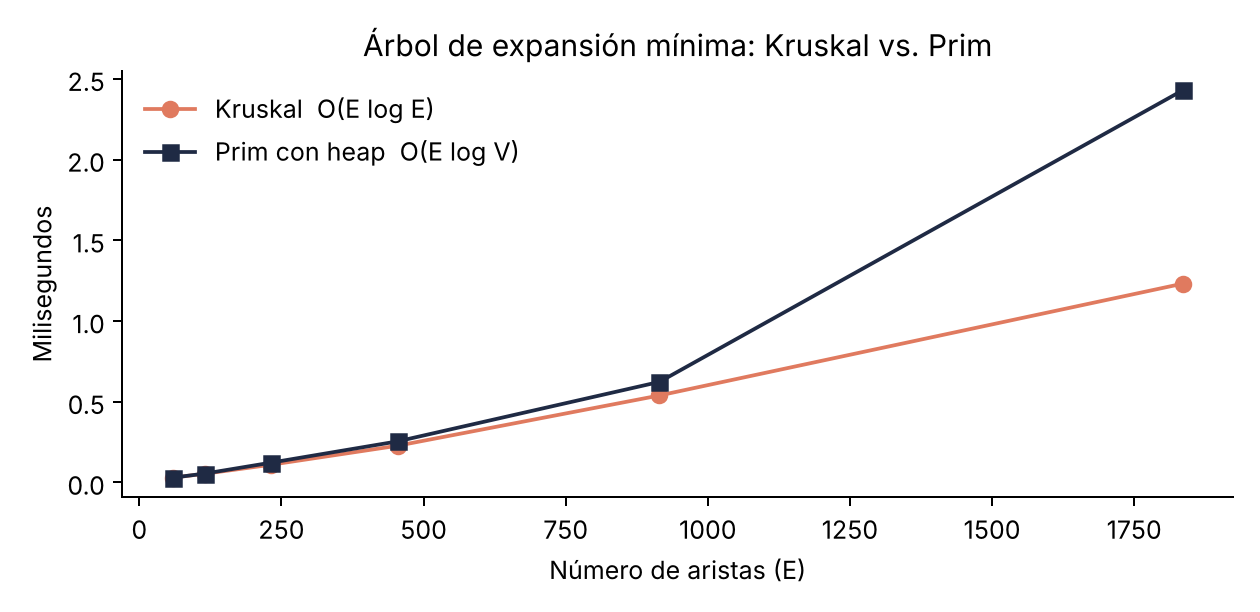 Árbol de expansión mínima: Kruskal vs. Prim
2.5
2.0
1.5
1.0
0.5
0.0
Milisegundos
Kruskal  O(E log E)
Prim con heap  O(E log V)
0 250 500 750 1000 1250 1500 1750
Número de aristas (E)